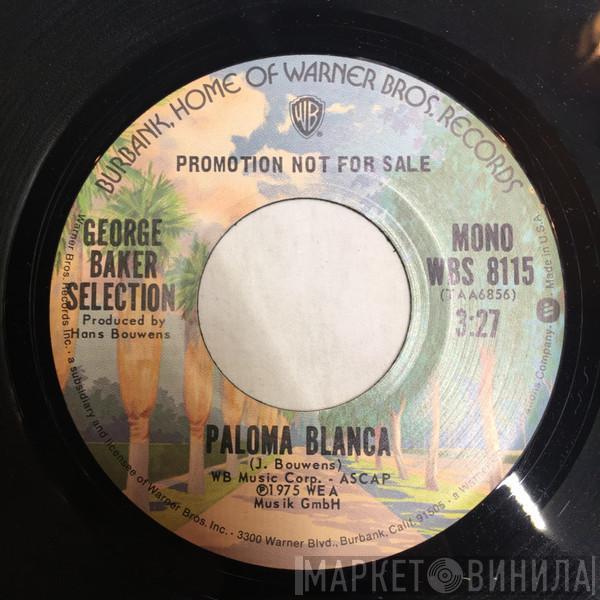 BURBANK, HOME OF WARNER BROS. RECORDS
WB
PROMOTION NOT FOR SALE
GEORGE
BAKER
SELECTION
Produced by
Hans Bouwens
MONO
WBS 8115
(TAA6856)
3:27
PALOMA BLANCA
(J. Bouwens)
WB Music Corp. - ASCAP
℗1975 WEA
Musik GmbH
Warner Bros. Records Inc. • a subsidiary and licensee of Warner Bros. Inc. • 3300 Warner Blvd., Burbank, Calif. 91505 • a Warner Communications Company. Made in U.S.A.
МАРКЕТ ВИНИЛА